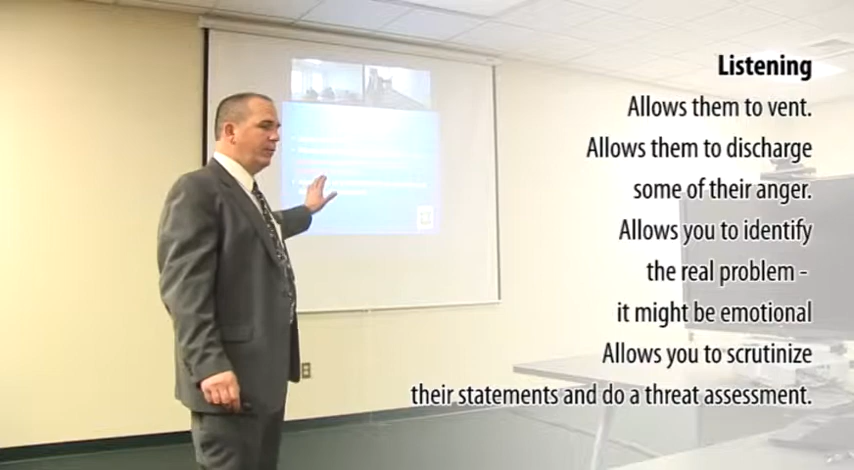 Listening
Allows them to vent.
Allows them to discharge
some of their anger.
Allows you to identify
the real problem -
it might be emotional
Allows you to scrutinize
their statements and do a threat assessment.